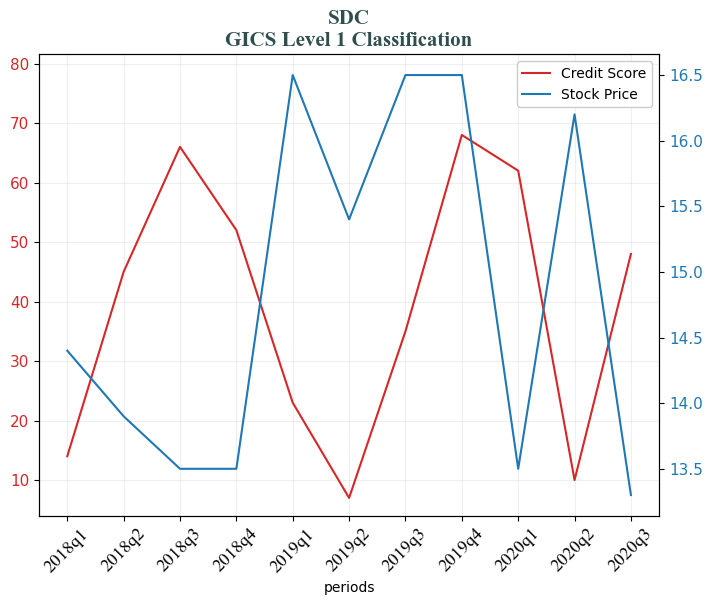 SDC
GICS Level 1 Classification
Credit Score
Stock Price
80
70
60
50
40
30
20
10
16.5
16.0
15.5
15.0
14.5
14.0
13.5
2018q1
2018q2
2018q3
2018q4
2019q1
2019q2
2019q3
2019q4
2020q1
2020q2
2020q3
periods